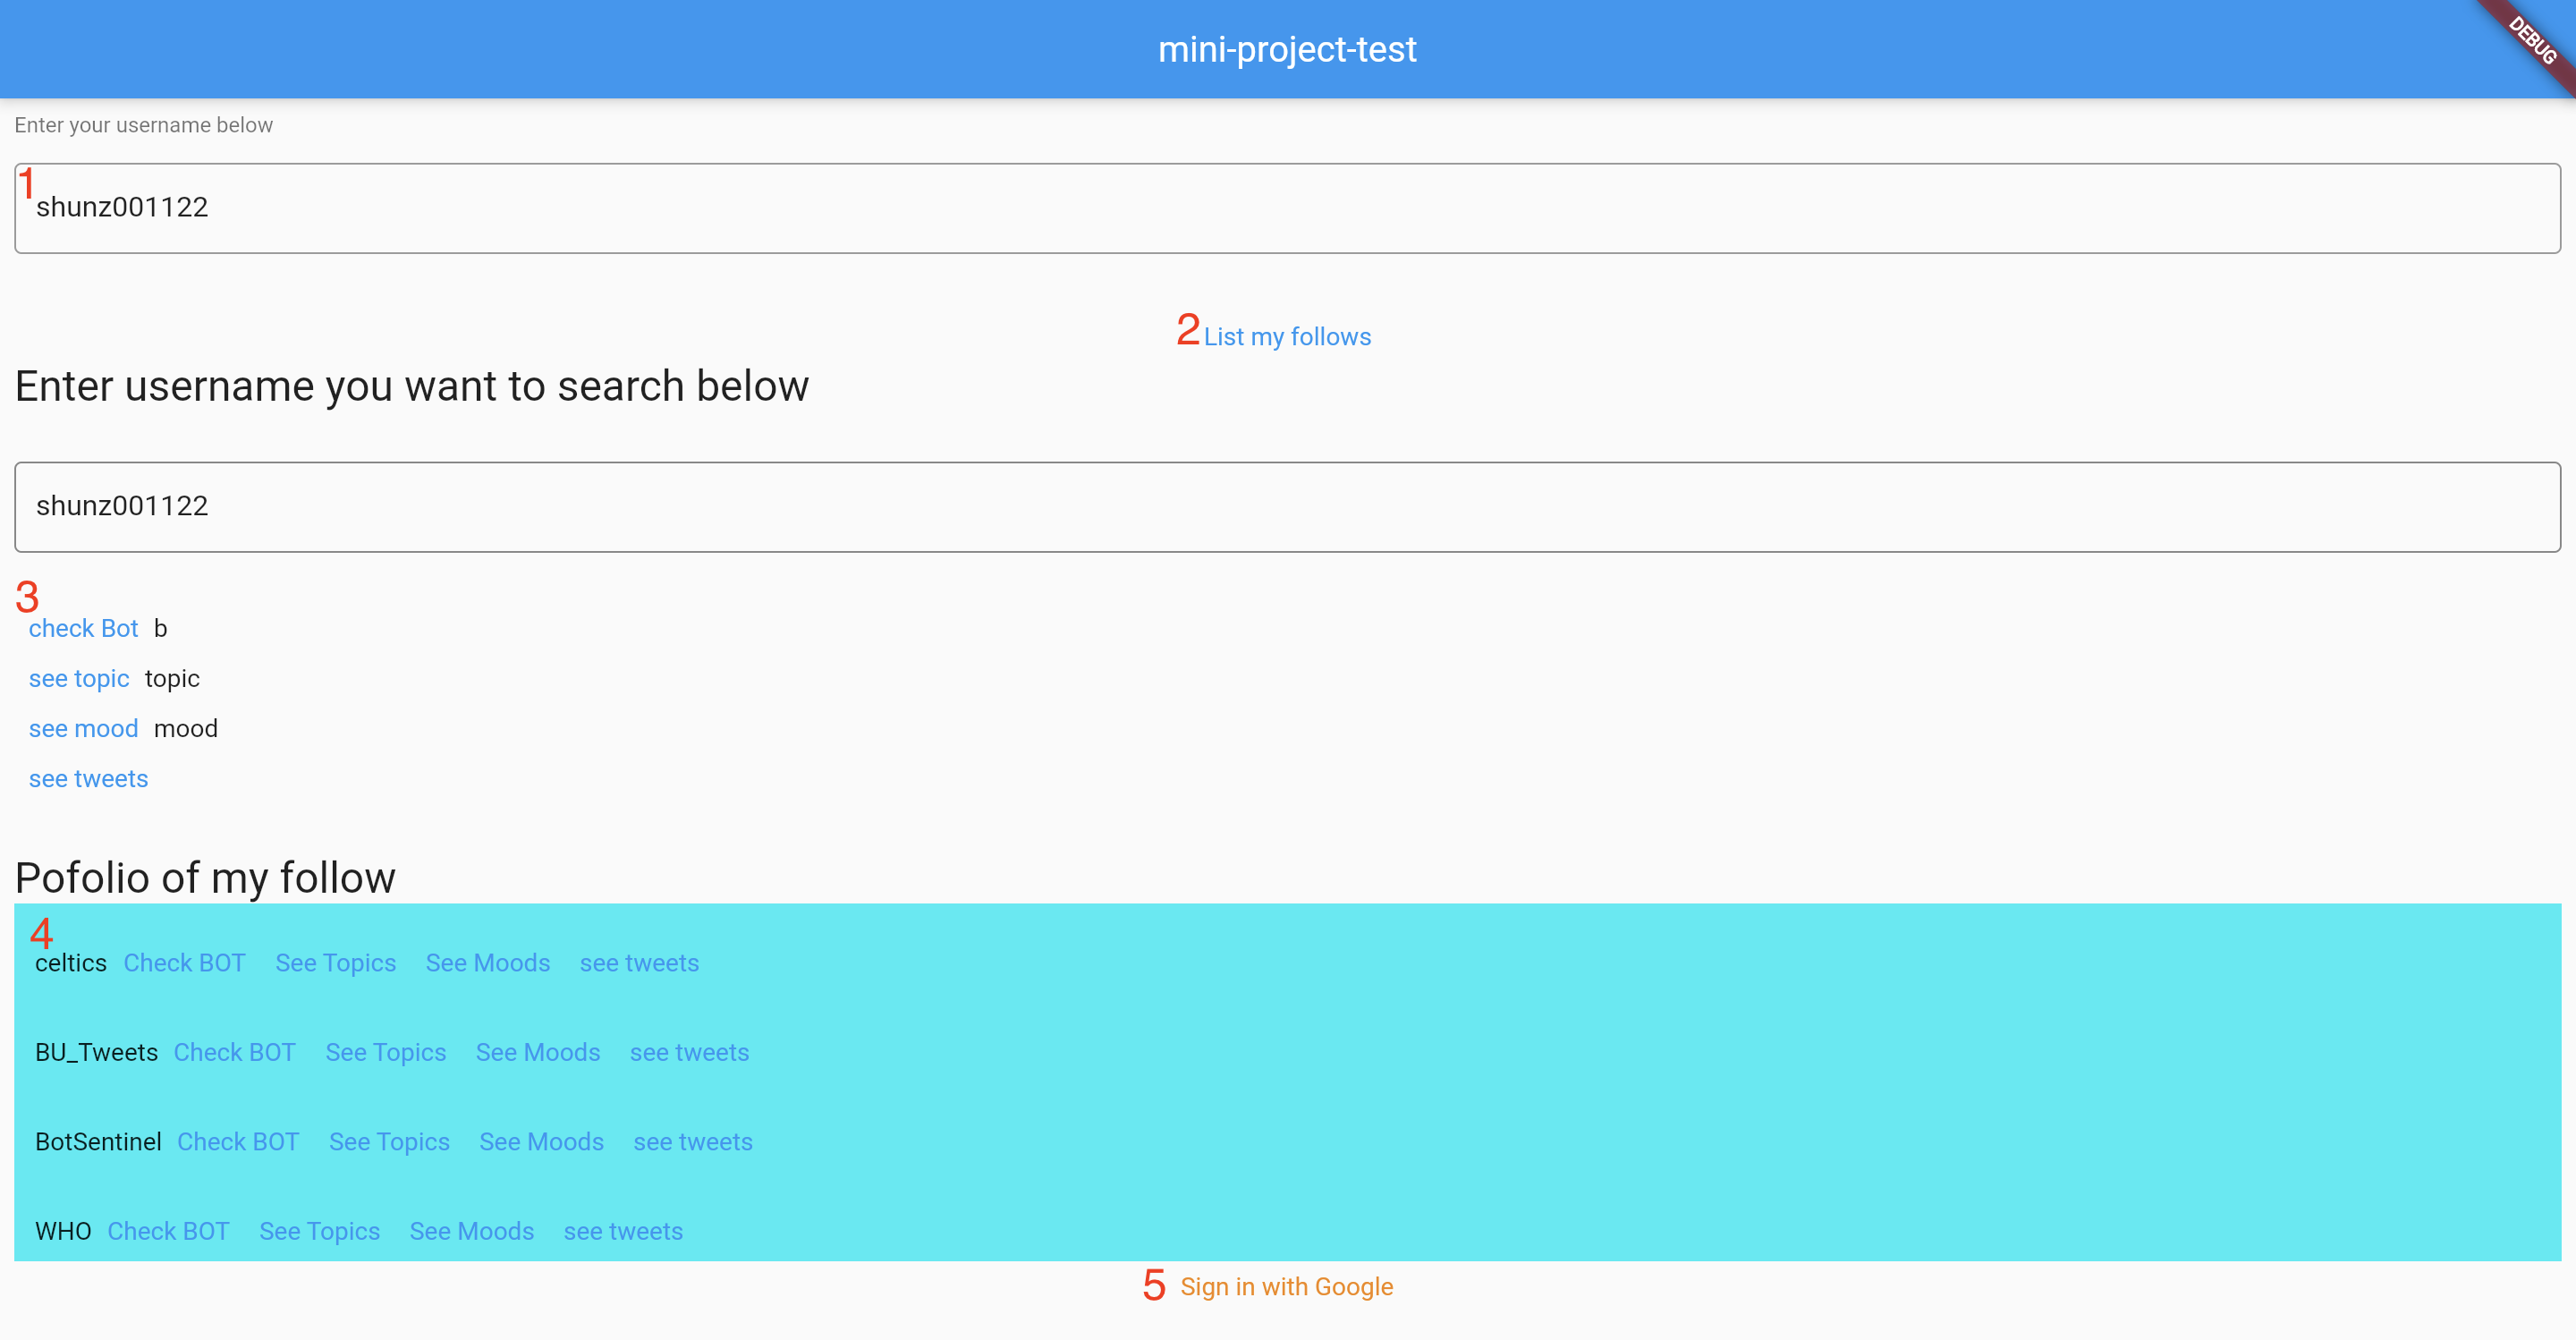 mini-project-test
DEBUG
Enter your username below
1
shunz001122
2 List my follows
Enter username you want to search below
shunz001122
3
check Bot b
see topic topic
see mood mood
see tweets
Pofolio of my follow
4
celtics Check BOT See Topics See Moods see tweets
BU_Tweets Check BOT See Topics See Moods see tweets
BotSentinel Check BOT See Topics See Moods see tweets
WHO Check BOT See Topics See Moods see tweets
5 Sign in with Google